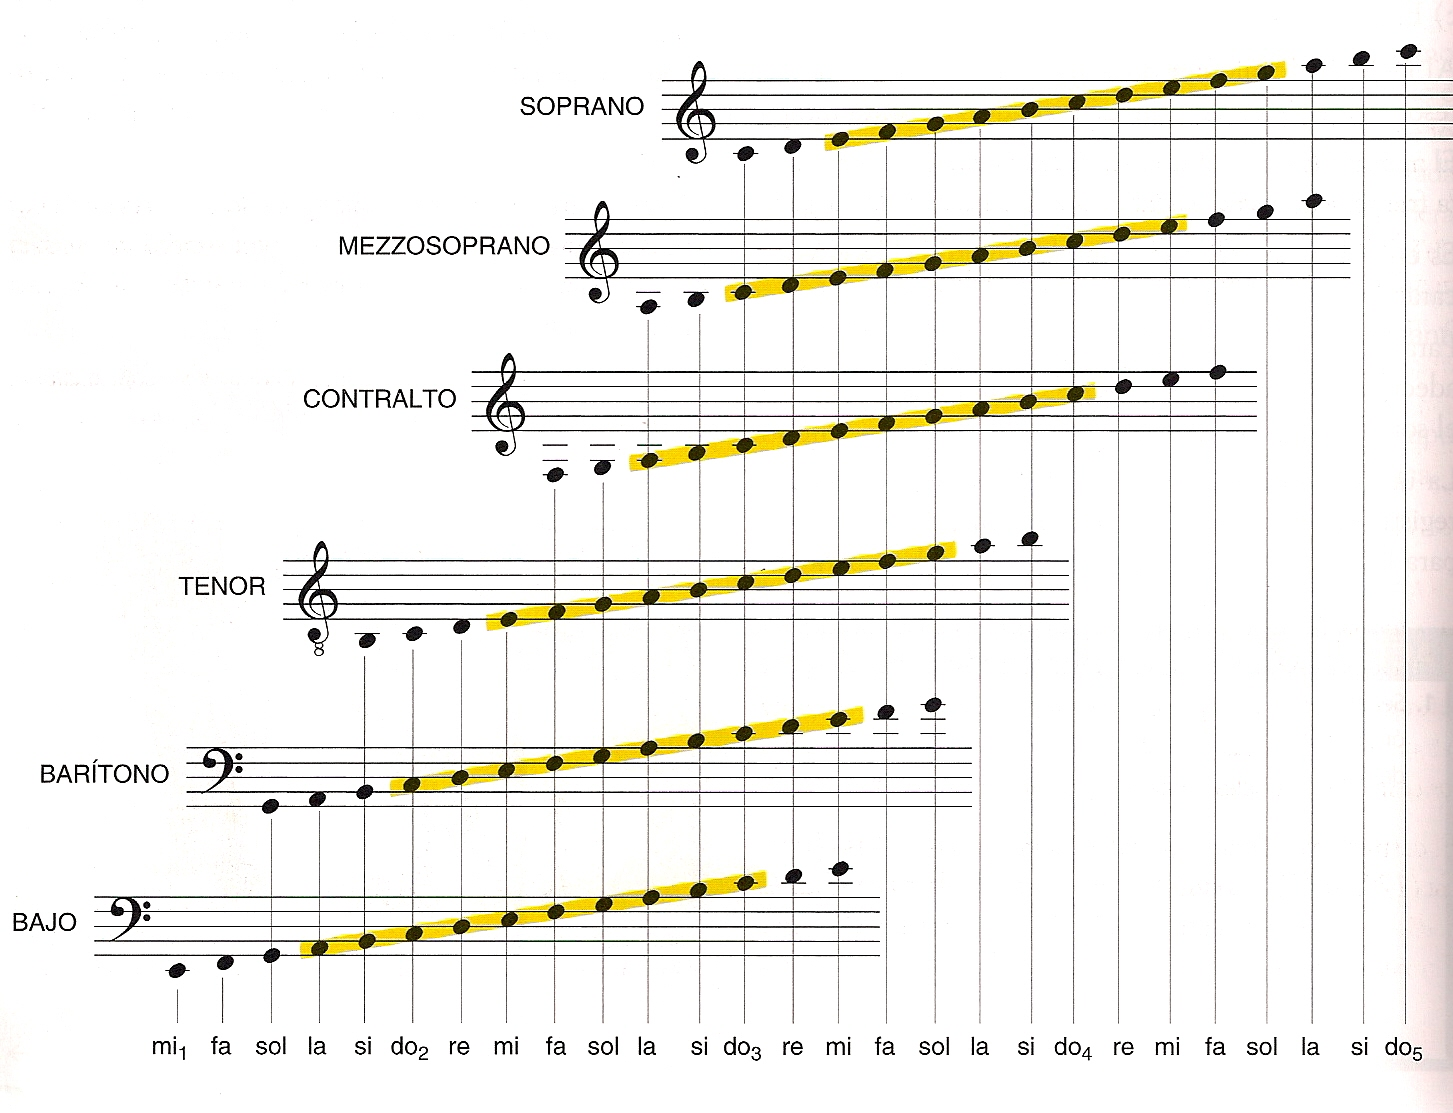 SOPRANO
MEZZOSOPRANO
CONTRALTO
TENOR
8
BARÍTONO
BAJO
mi1 fa sol la si do2 re mi fa sol la si do3 re mi fa sol la si do4 re mi fa sol la si do5